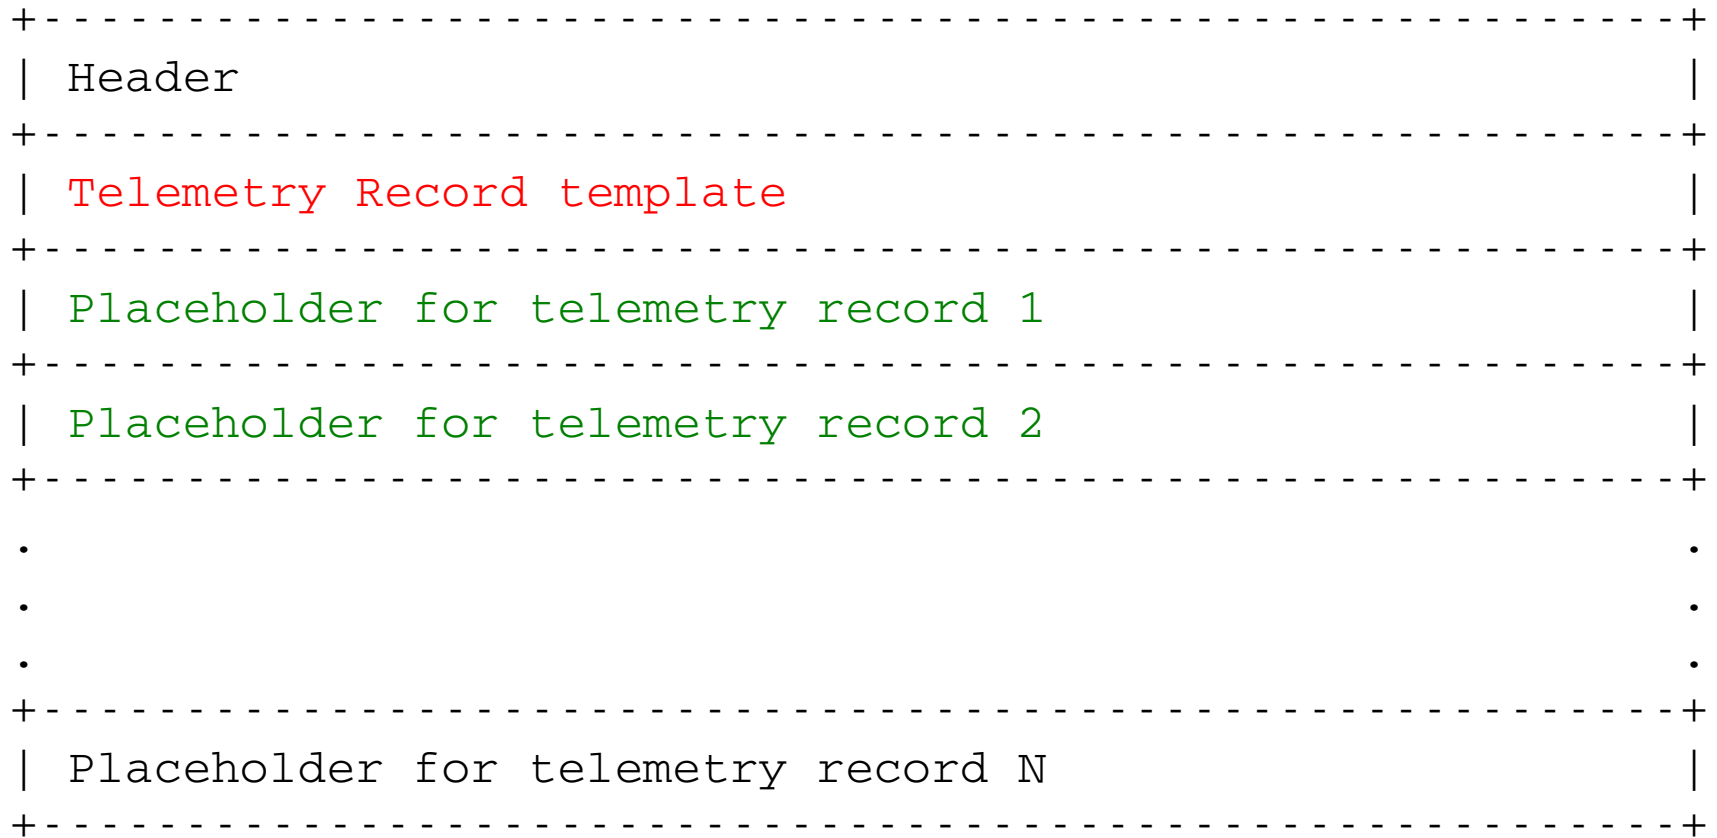 +---------------------------------------------------------+
| Header                                                  |
+---------------------------------------------------------+
| Telemetry Record template                               |
+---------------------------------------------------------+
| Placeholder for telemetry record 1                      |
+---------------------------------------------------------+
| Placeholder for telemetry record 2                      |
+---------------------------------------------------------+
.                                                         .
.                                                         .
.                                                         .
+---------------------------------------------------------+
| Placeholder for telemetry record N                      |
+---------------------------------------------------------+